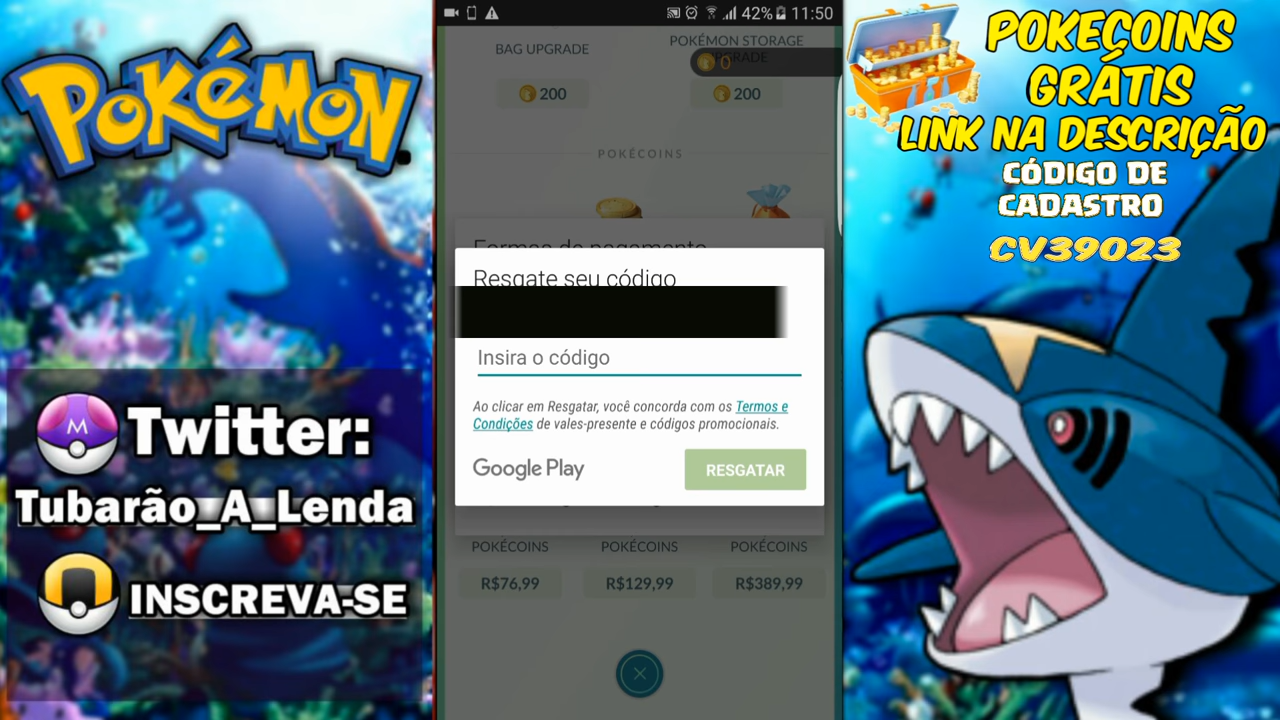 POKéMON
Twitter:
Tubarão_A_Lenda
INSCREVA-SE
42% 11:50
BAG UPGRADE
POKÉMON STORAGE
UPGRADE
0
200
200
POKÉCOINS
Formas de pagamento
Resgate seu código
Insira o código
Ao clicar em Resgatar, você concorda com os Termos e
Condições de vales-presente e códigos promocionais.
Google Play
RESGATAR
POKÉCOINS
POKÉCOINS
POKÉCOINS
R$76,99
R$129,99
R$389,99
POKEÇOINS
GRÁTIS
LINK NA DESCRIÇÃO
CÓDIGO DE
CADASTRO
CV39023